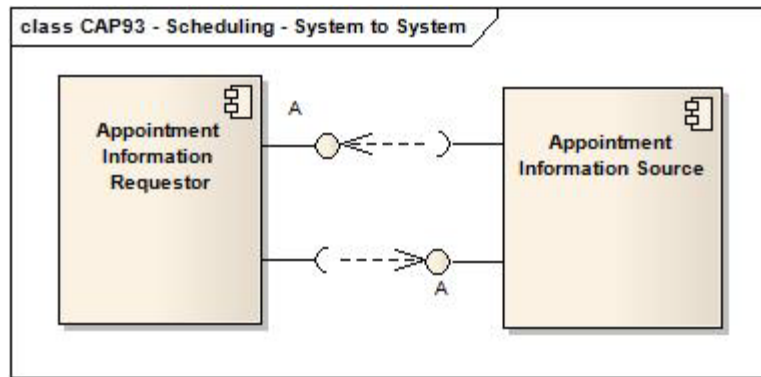 class CAP93 - Scheduling - System to System
Appointment
Information
Requestor
A
Appointment
Information Source
A